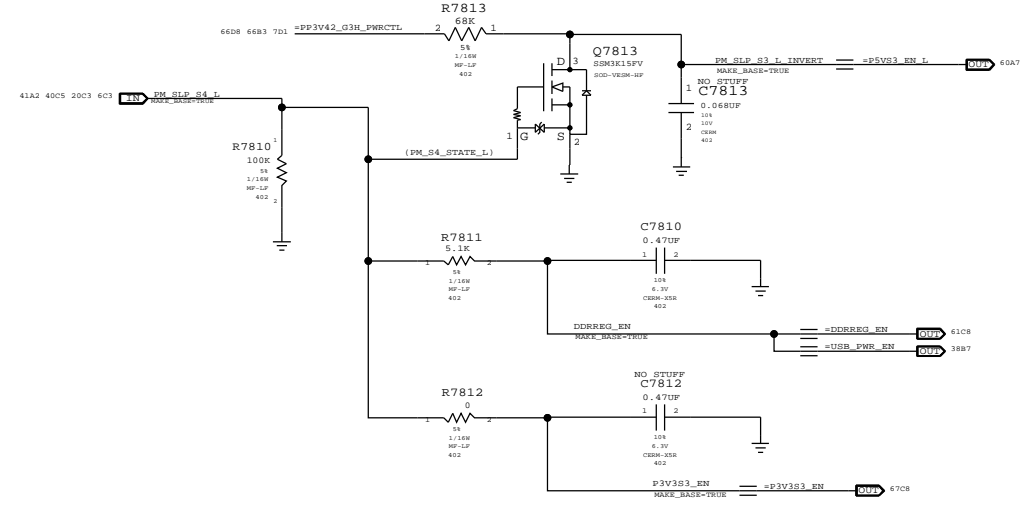 R7813
68K
66D8 66B3 7D1 =PP3V42_G3H_PWRCTL 2 1
5%
1/16W
MF-LF
402
Q7813
SSM3K15FV
SOD-VESM-HF
D 3
1 G S 2
PM_SLP_S3_L_INVERT =P5VS3_EN_L OUT 60A7
MAKE_BASE=TRUE
NO STUFF
C7813
1
0.068UF
10%
10V
CERM
402
2
41A2 40C5 20C3 6C3 IN PM_SLP_S4_L
MAKE_BASE=TRUE
R7810
1
100K
5%
1/16W
MF-LF
402
2
(PM_S4_STATE_L)
R7811
5.1K
1 2
5%
1/16W
MF-LF
402
C7810
0.47UF
1 2
10%
6.3V
CERM-X5R
402
DDRREG_EN
MAKE_BASE=TRUE
=DDRREG_EN OUT 61C8
=USB_PWR_EN OUT 38B7
R7812
0
1 2
5%
1/16W
MF-LF
402
NO STUFF
C7812
0.47UF
1 2
10%
6.3V
CERM-X5R
402
P3V3S3_EN =P3V3S3_EN OUT 67C8
MAKE_BASE=TRUE